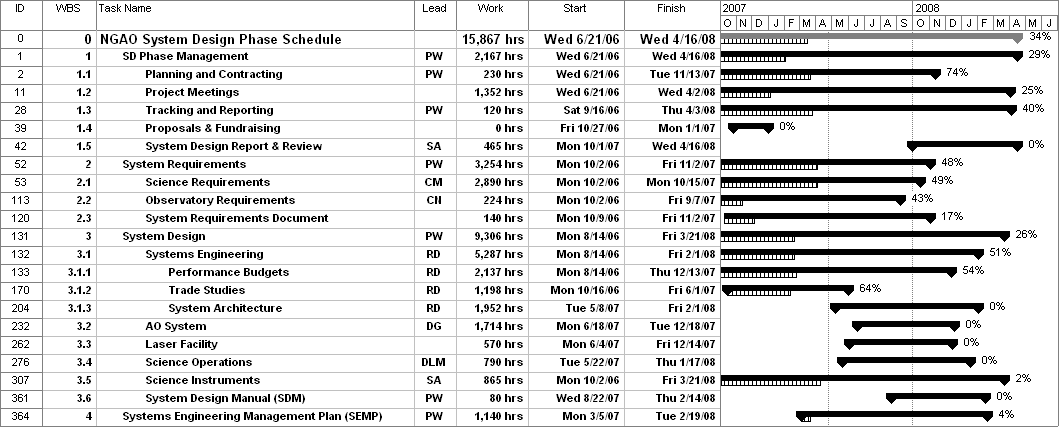 ID WBS Task Name Lead Work Start Finish 2007 2008
O N D J F M A M J J A S O N D J F M A M J J
0 0 NGAO System Design Phase Schedule 15,867 hrs Wed 6/21/06 Wed 4/16/08 34%
1 1 SD Phase Management PW 2,167 hrs Wed 6/21/06 Wed 4/16/08 29%
2 1.1 Planning and Contracting PW 230 hrs Wed 6/21/06 Tue 11/13/07 74%
11 1.2 Project Meetings 1,352 hrs Wed 6/21/06 Wed 4/2/08 25%
28 1.3 Tracking and Reporting PW 120 hrs Sat 9/16/06 Thu 4/3/08 40%
39 1.4 Proposals & Fundraising 0 hrs Fri 10/27/06 Mon 1/1/07 0%
42 1.5 System Design Report & Review SA 465 hrs Mon 10/1/07 Wed 4/16/08 0%
52 2 System Requirements PW 3,254 hrs Mon 10/2/06 Fri 11/2/07 48%
53 2.1 Science Requirements CM 2,890 hrs Mon 10/2/06 Mon 10/15/07 49%
113 2.2 Observatory Requirements CN 224 hrs Mon 10/2/06 Fri 9/7/07 43%
120 2.3 System Requirements Document 140 hrs Mon 10/9/06 Fri 11/2/07 17%
131 3 System Design PW 9,306 hrs Mon 8/14/06 Fri 3/21/08 26%
132 3.1 Systems Engineering RD 5,287 hrs Mon 8/14/06 Fri 2/1/08 51%
133 3.1.1 Performance Budgets RD 2,137 hrs Mon 8/14/06 Thu 12/13/07 54%
170 3.1.2 Trade Studies RD 1,198 hrs Mon 10/16/06 Fri 6/1/07 64%
204 3.1.3 System Architecture RD 1,952 hrs Tue 5/8/07 Fri 2/1/08 0%
232 3.2 AO System DG 1,714 hrs Mon 6/18/07 Tue 12/18/07 0%
262 3.3 Laser Facility 570 hrs Mon 6/4/07 Fri 12/14/07 0%
276 3.4 Science Operations DLM 790 hrs Tue 5/22/07 Thu 1/17/08 0%
307 3.5 Science Instruments SA 865 hrs Mon 10/2/06 Fri 3/21/08 2%
361 3.6 System Design Manual (SDM) PW 80 hrs Wed 8/22/07 Thu 2/14/08 0%
364 4 Systems Engineering Management Plan (SEMP) PW 1,140 hrs Mon 3/5/07 Tue 2/19/08 4%